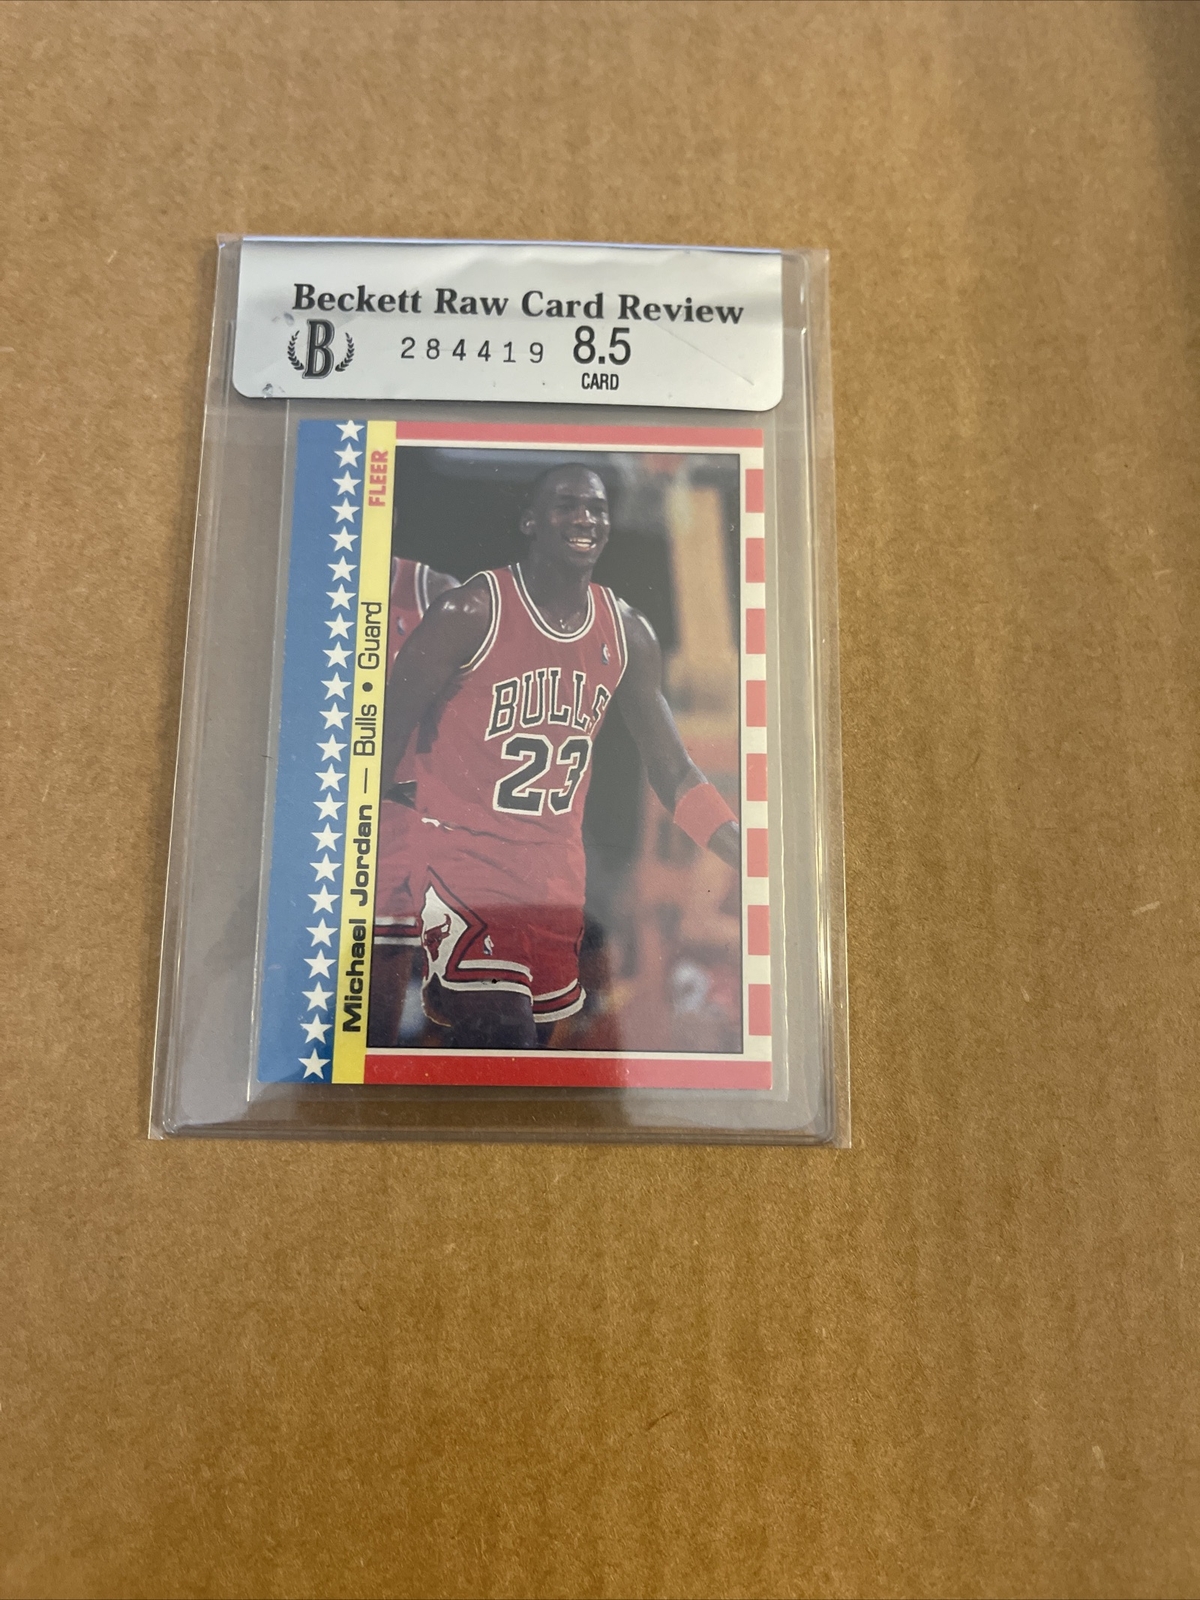 Beckett Raw Card Review
B 284419 8.5
CARD
FLEER
Michael Jordan — Bulls • Guard
BULLS
23